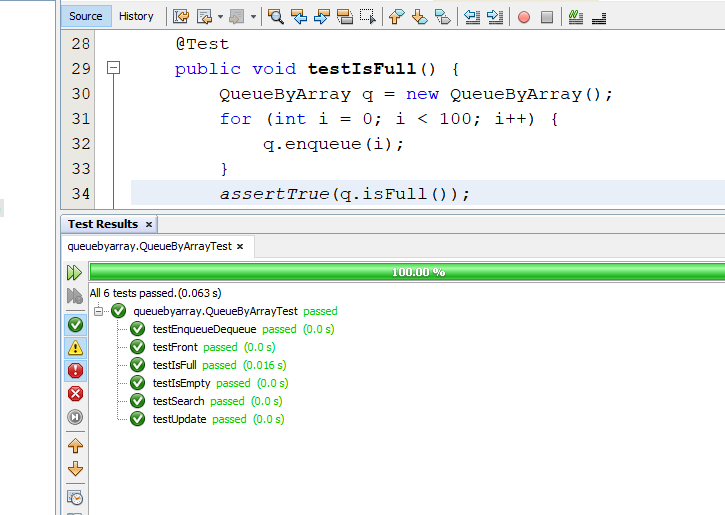 Source History
28 @Test
29 public void testIsFull() {
30 QueueByArray q = new QueueByArray();
31 for (int i = 0; i < 100; i++) {
32 q.enqueue(i);
33 }
34 assertTrue(q.isFull());
Test Results ×
queuebyarray.QueueByArrayTest ×
100.00 %
All 6 tests passed.(0.063 s)
queuebyarray.QueueByArrayTest passed
testEnqueueDequeue passed (0.0 s)
testFront passed (0.0 s)
testIsFull passed (0.016 s)
testIsEmpty passed (0.0 s)
testSearch passed (0.0 s)
testUpdate passed (0.0 s)